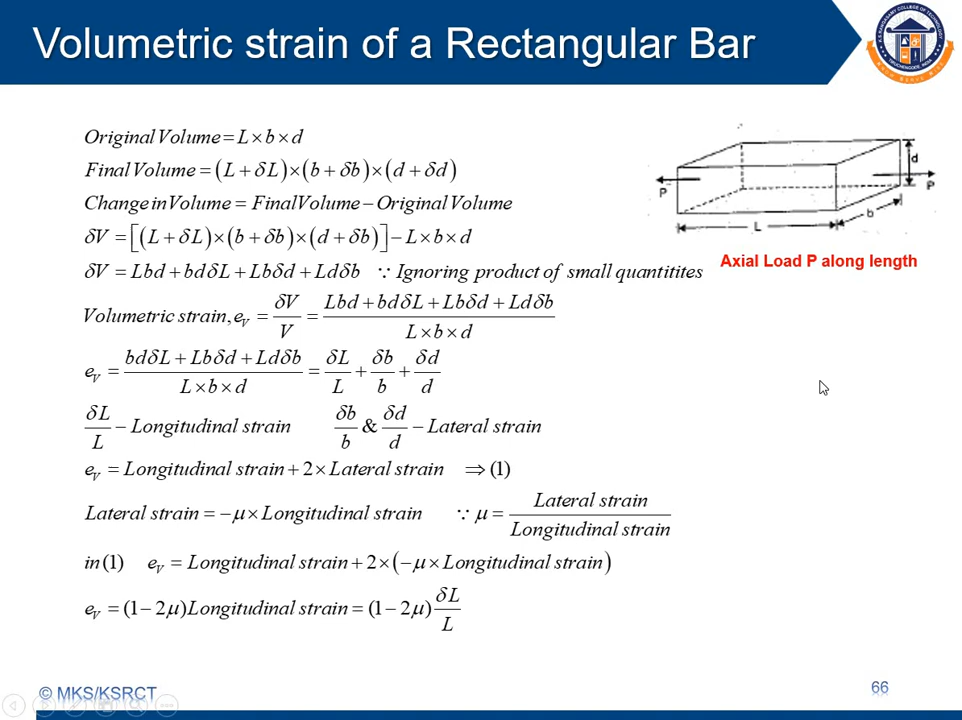 Volumetric strain of a Rectangular Bar
Original Volume = L × b × d
Final Volume = (L + δL) × (b + δb) × (d + δd)
Change in Volume = Final Volume − Original Volume
δV = [(L + δL) × (b + δb) × (d + δb)] − L × b × d
δV = Lbd + bdδL + Lbδd + Ldδb ∵ Ignoring product of small quantitites
Volumetric strain, e_V = δV / V = (Lbd + bdδL + Lbδd + Ldδb) / (L × b × d)
e_V = (bdδL + Lbδd + Ldδb) / (L × b × d) = δL / L + δb / b + δd / d
δL / L − Longitudinal strain δb / b & δd / d − Lateral strain
e_V = Longitudinal strain + 2 × Lateral strain ⇒ (1)
Lateral strain = −μ × Longitudinal strain ∵ μ = Lateral strain / Longitudinal strain
in (1) e_V = Longitudinal strain + 2 × (−μ × Longitudinal strain)
e_V = (1 − 2μ) Longitudinal strain = (1 − 2μ) δL / L
P
L
b
d
P
Axial Load P along length
© MKS/KSRCT
66